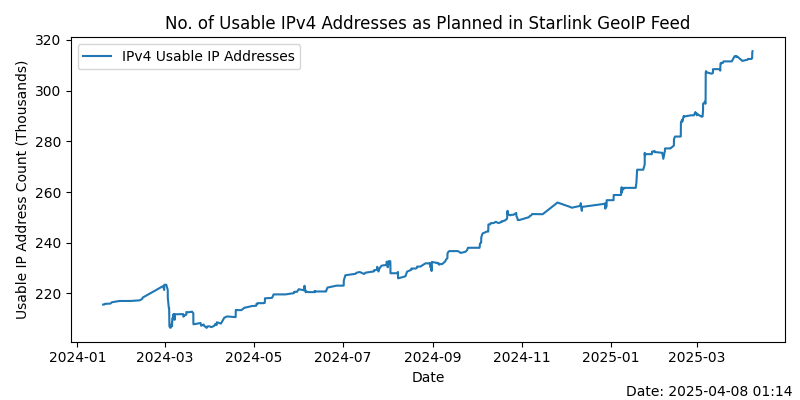 No. of Usable IPv4 Addresses as Planned in Starlink GeoIP Feed
IPv4 Usable IP Addresses
Usable IP Address Count (Thousands)
320
300
280
260
240
220
2024-01 2024-03 2024-05 2024-07 2024-09 2024-11 2025-01 2025-03
Date
Date: 2025-04-08 01:14